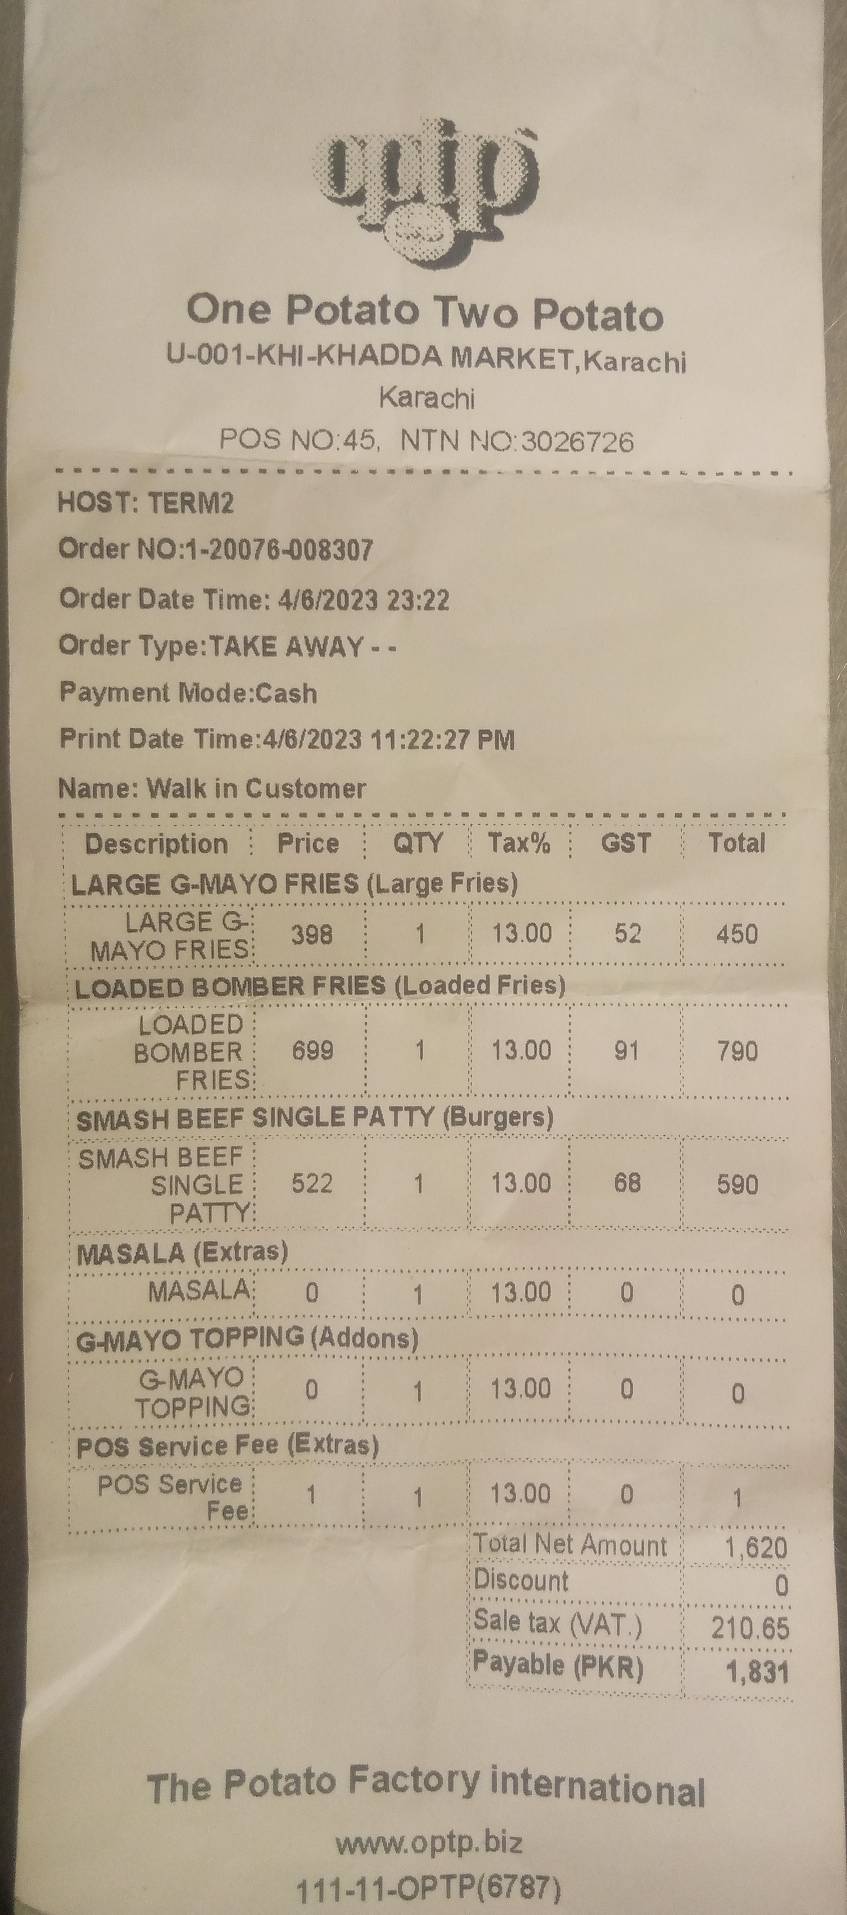 optp
One Potato Two Potato
U-001-KHI-KHADDA MARKET,Karachi
Karachi
POS NO:45, NTN NO:3026726
HOST: TERM2
Order NO:1-20076-008307
Order Date Time: 4/6/2023 23:22
Order Type:TAKE AWAY - -
Payment Mode:Cash
Print Date Time:4/6/2023 11:22:27 PM
Name: Walk in Customer
Description Price QTY Tax% GST Total
LARGE G-MAYO FRIES (Large Fries)
LARGE G-
MAYO FRIES 398 1 13.00 52 450
LOADED BOMBER FRIES (Loaded Fries)
LOADED
BOMBER 699 1 13.00 91 790
FRIES
SMASH BEEF SINGLE PATTY (Burgers)
SMASH BEEF
SINGLE 522 1 13.00 68 590
PATTY
MASALA (Extras)
MASALA 0 1 13.00 0 0
G-MAYO TOPPING (Addons)
G-MAYO
TOPPING 0 1 13.00 0 0
POS Service Fee (Extras)
POS Service
Fee 1 1 13.00 0 1
Total Net Amount 1,620
Discount 0
Sale tax (VAT.) 210.65
Payable (PKR) 1,831
The Potato Factory international
www.optp.biz
111-11-OPTP(6787)